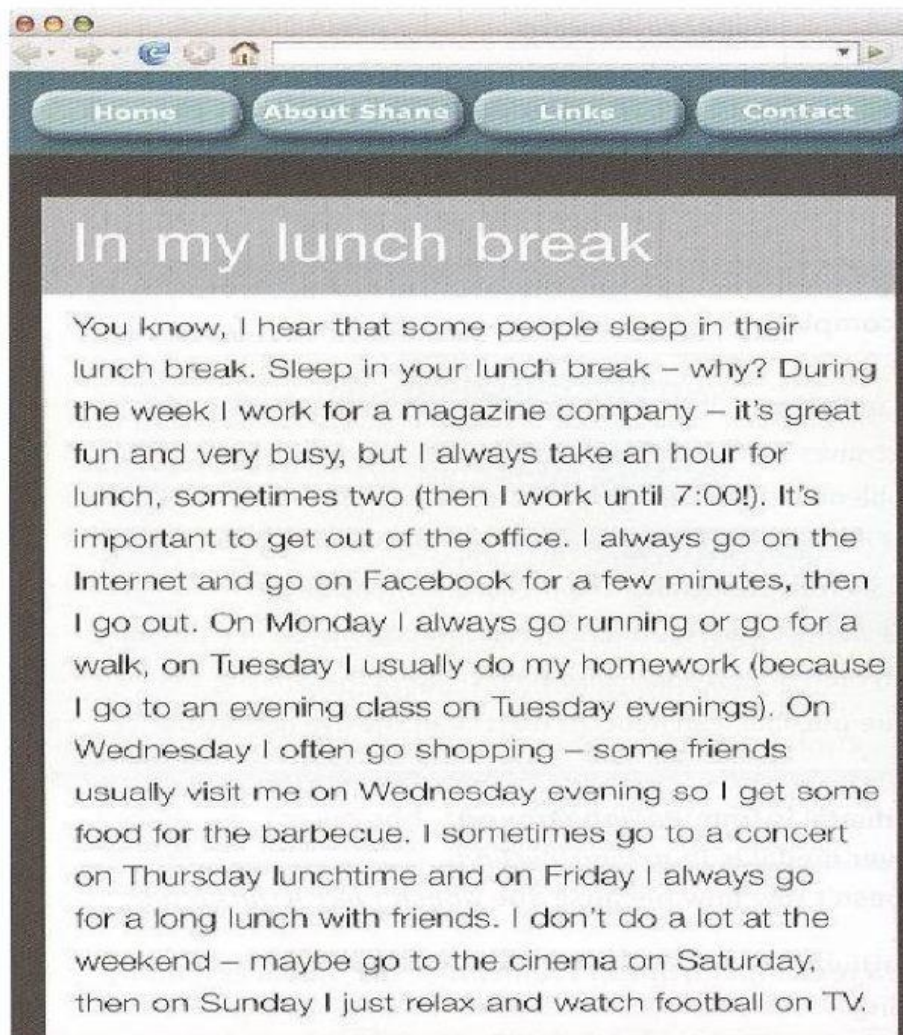 Home About Shane Links Contact
In my lunch break
You know, I hear that some people sleep in their
lunch break. Sleep in your lunch break – why? During
the week I work for a magazine company – it's great
fun and very busy, but I always take an hour for
lunch, sometimes two (then I work until 7:00!). It's
important to get out of the office. I always go on the
Internet and go on Facebook for a few minutes, then
I go out. On Monday I always go running or go for a
walk, on Tuesday I usually do my homework (because
I go to an evening class on Tuesday evenings). On
Wednesday I often go shopping – some friends
usually visit me on Wednesday evening so I get some
food for the barbecue. I sometimes go to a concert
on Thursday lunchtime and on Friday I always go
for a long lunch with friends. I don't do a lot at the
weekend – maybe go to the cinema on Saturday,
then on Sunday I just relax and watch football on TV.